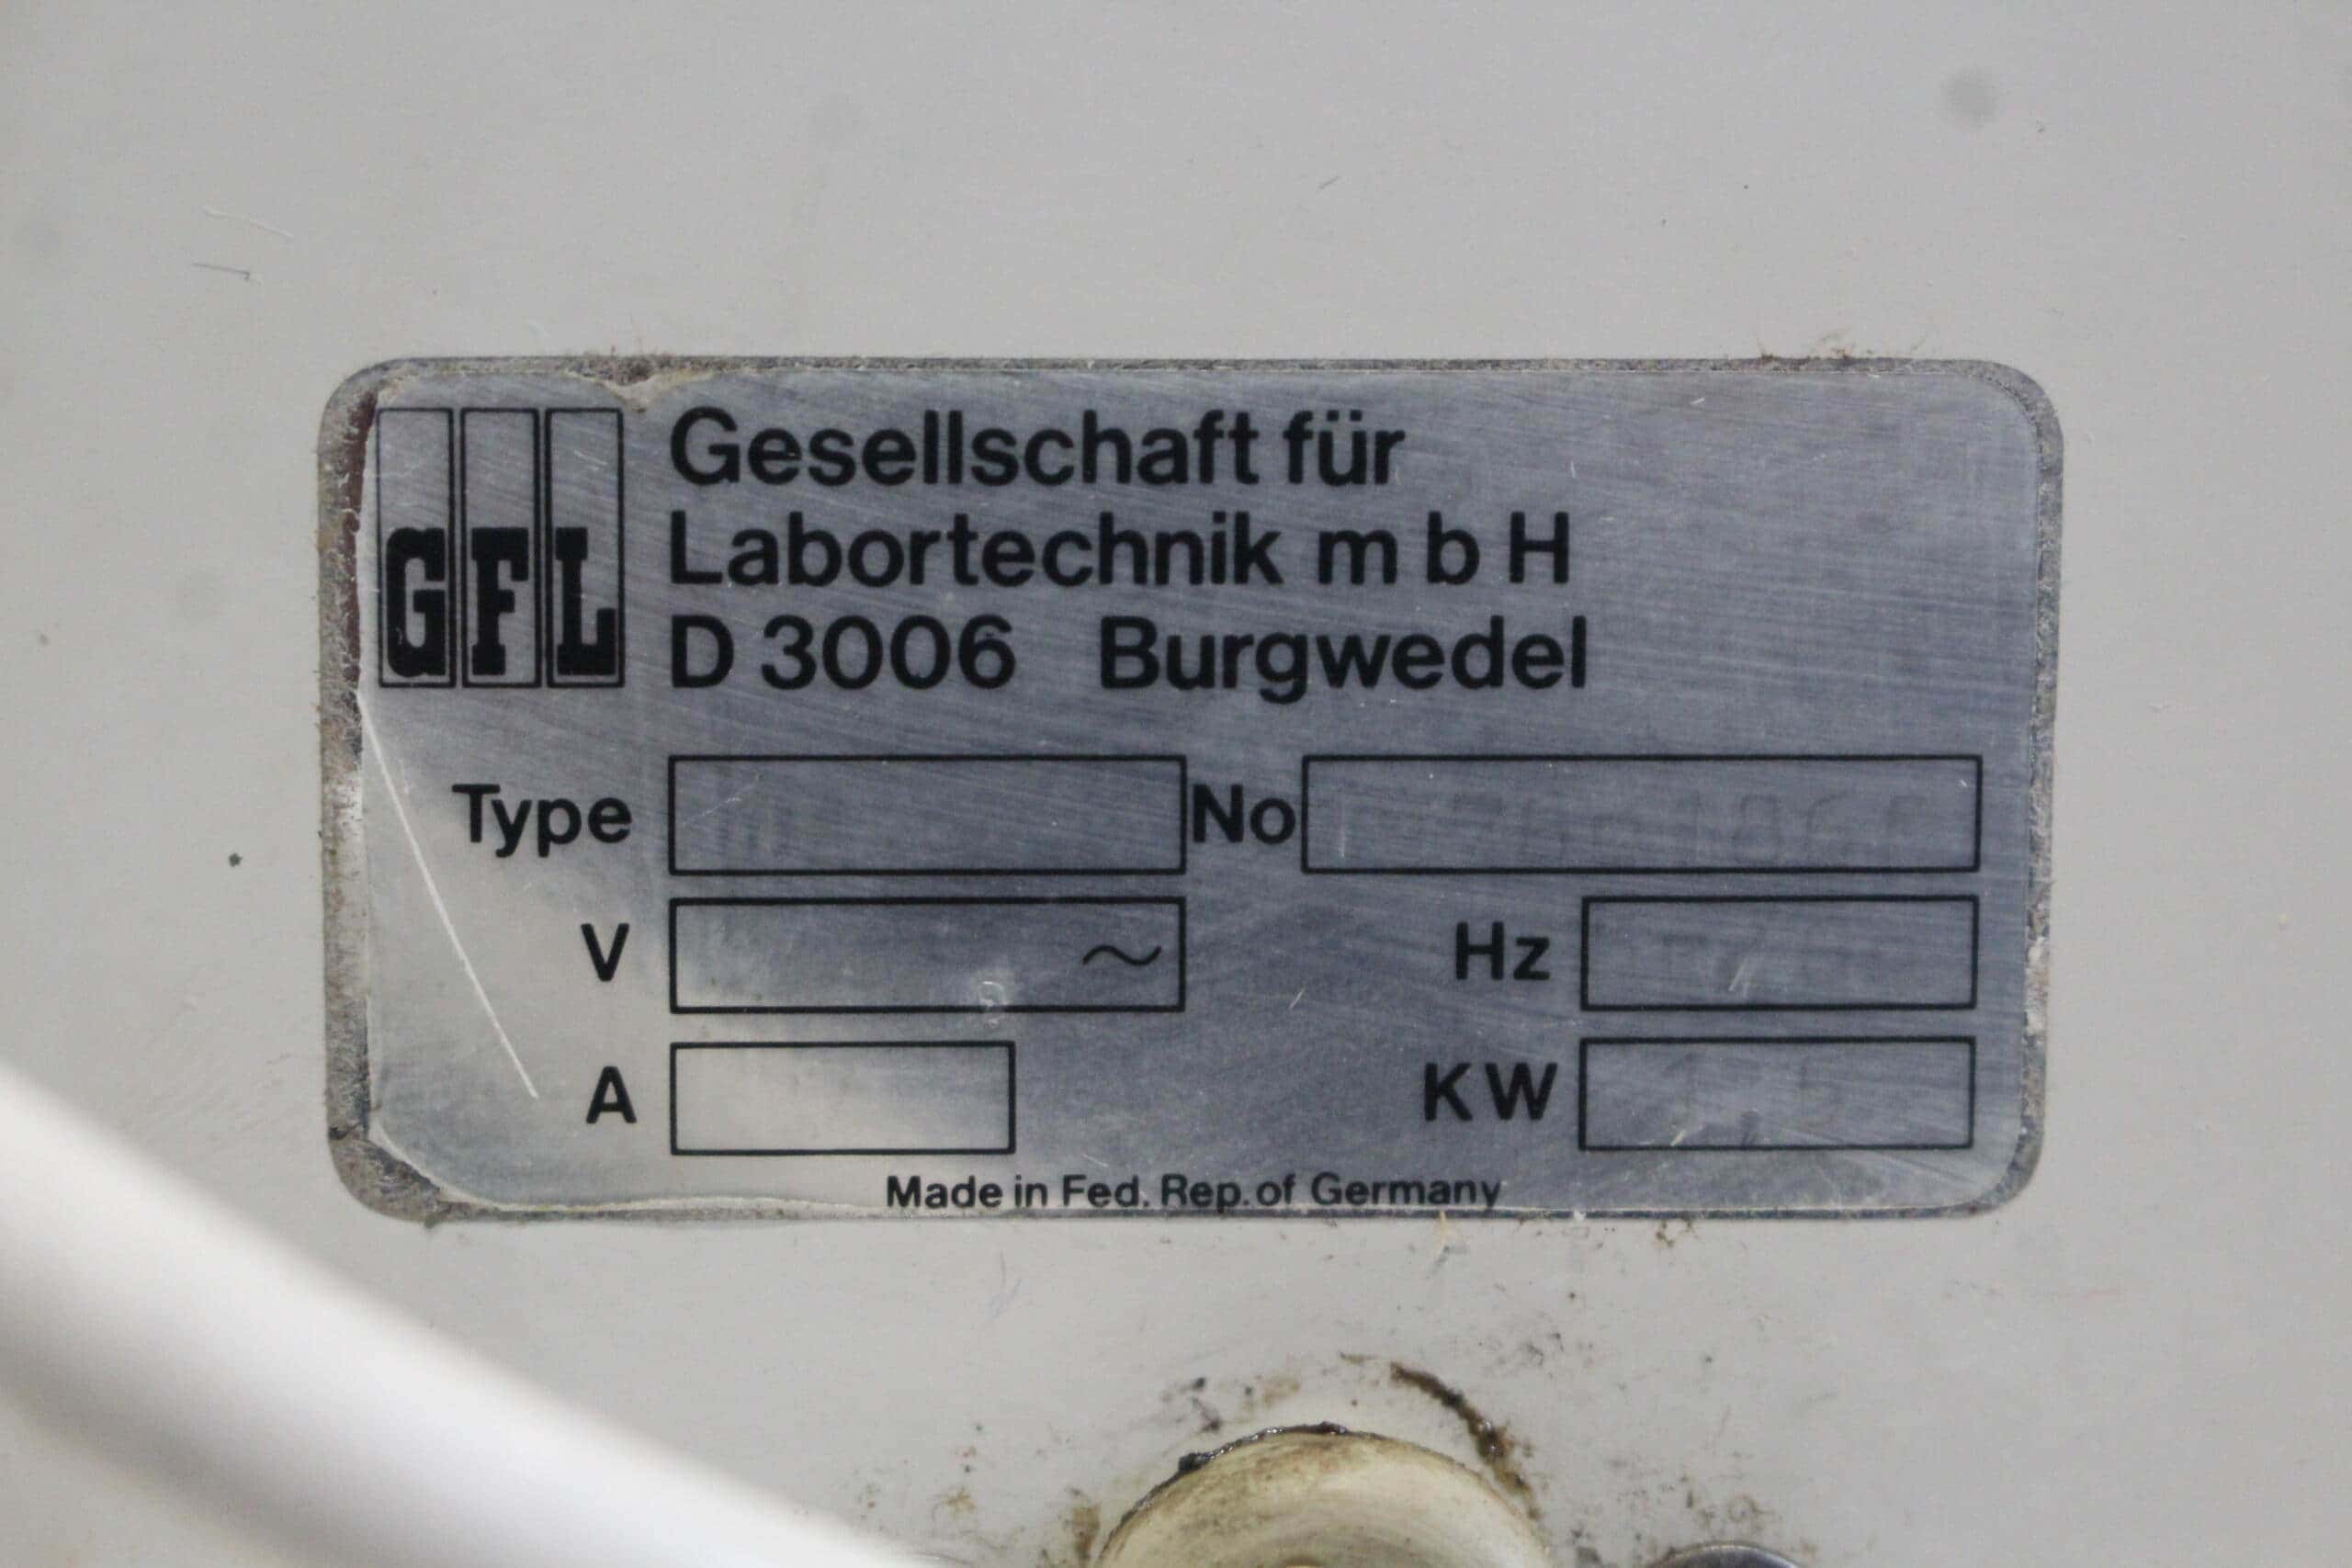 GFL
Gesellschaft für
Labortechnik m b H
D 3006 Burgwedel
Type No
V ~ Hz
A KW
Made in Fed. Rep. of Germany